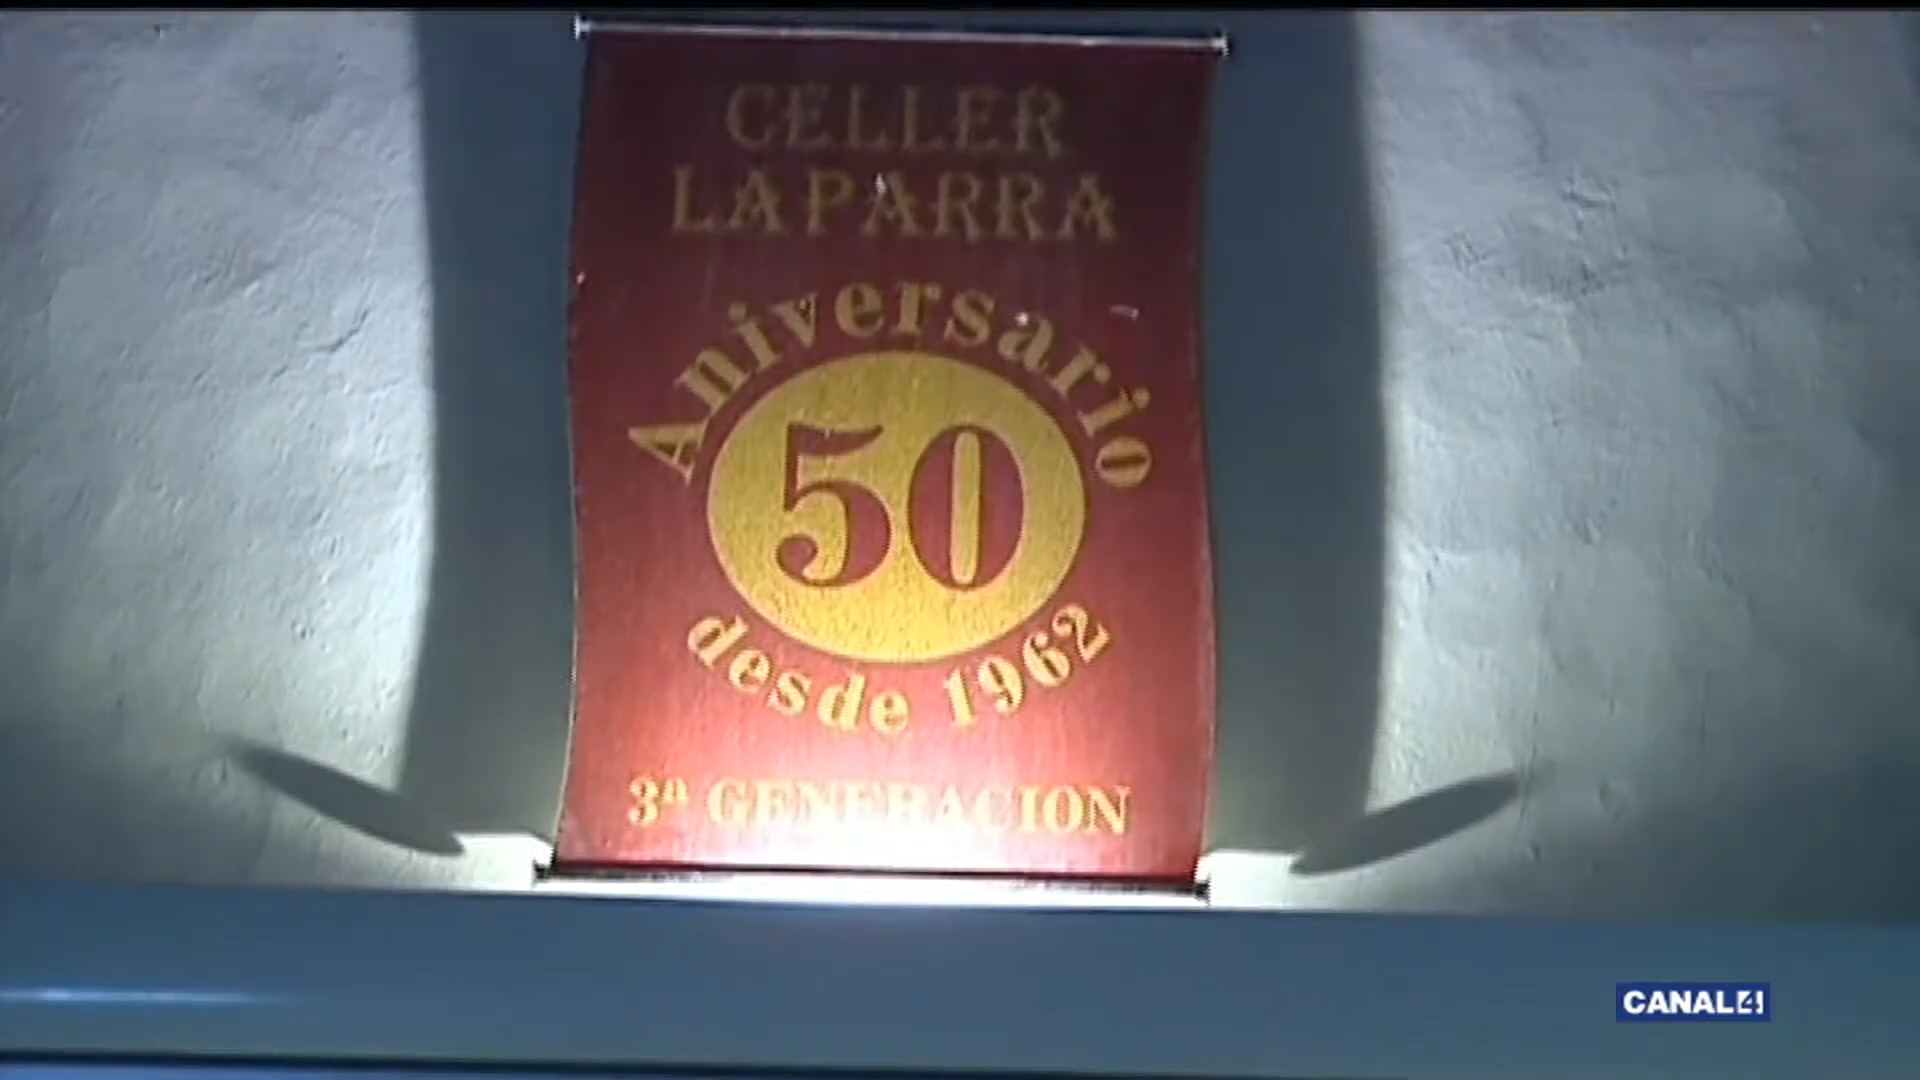 CELLER
LA PARRA
Aniversario
50
desde 1962
3ª GENERACION
CANAL4